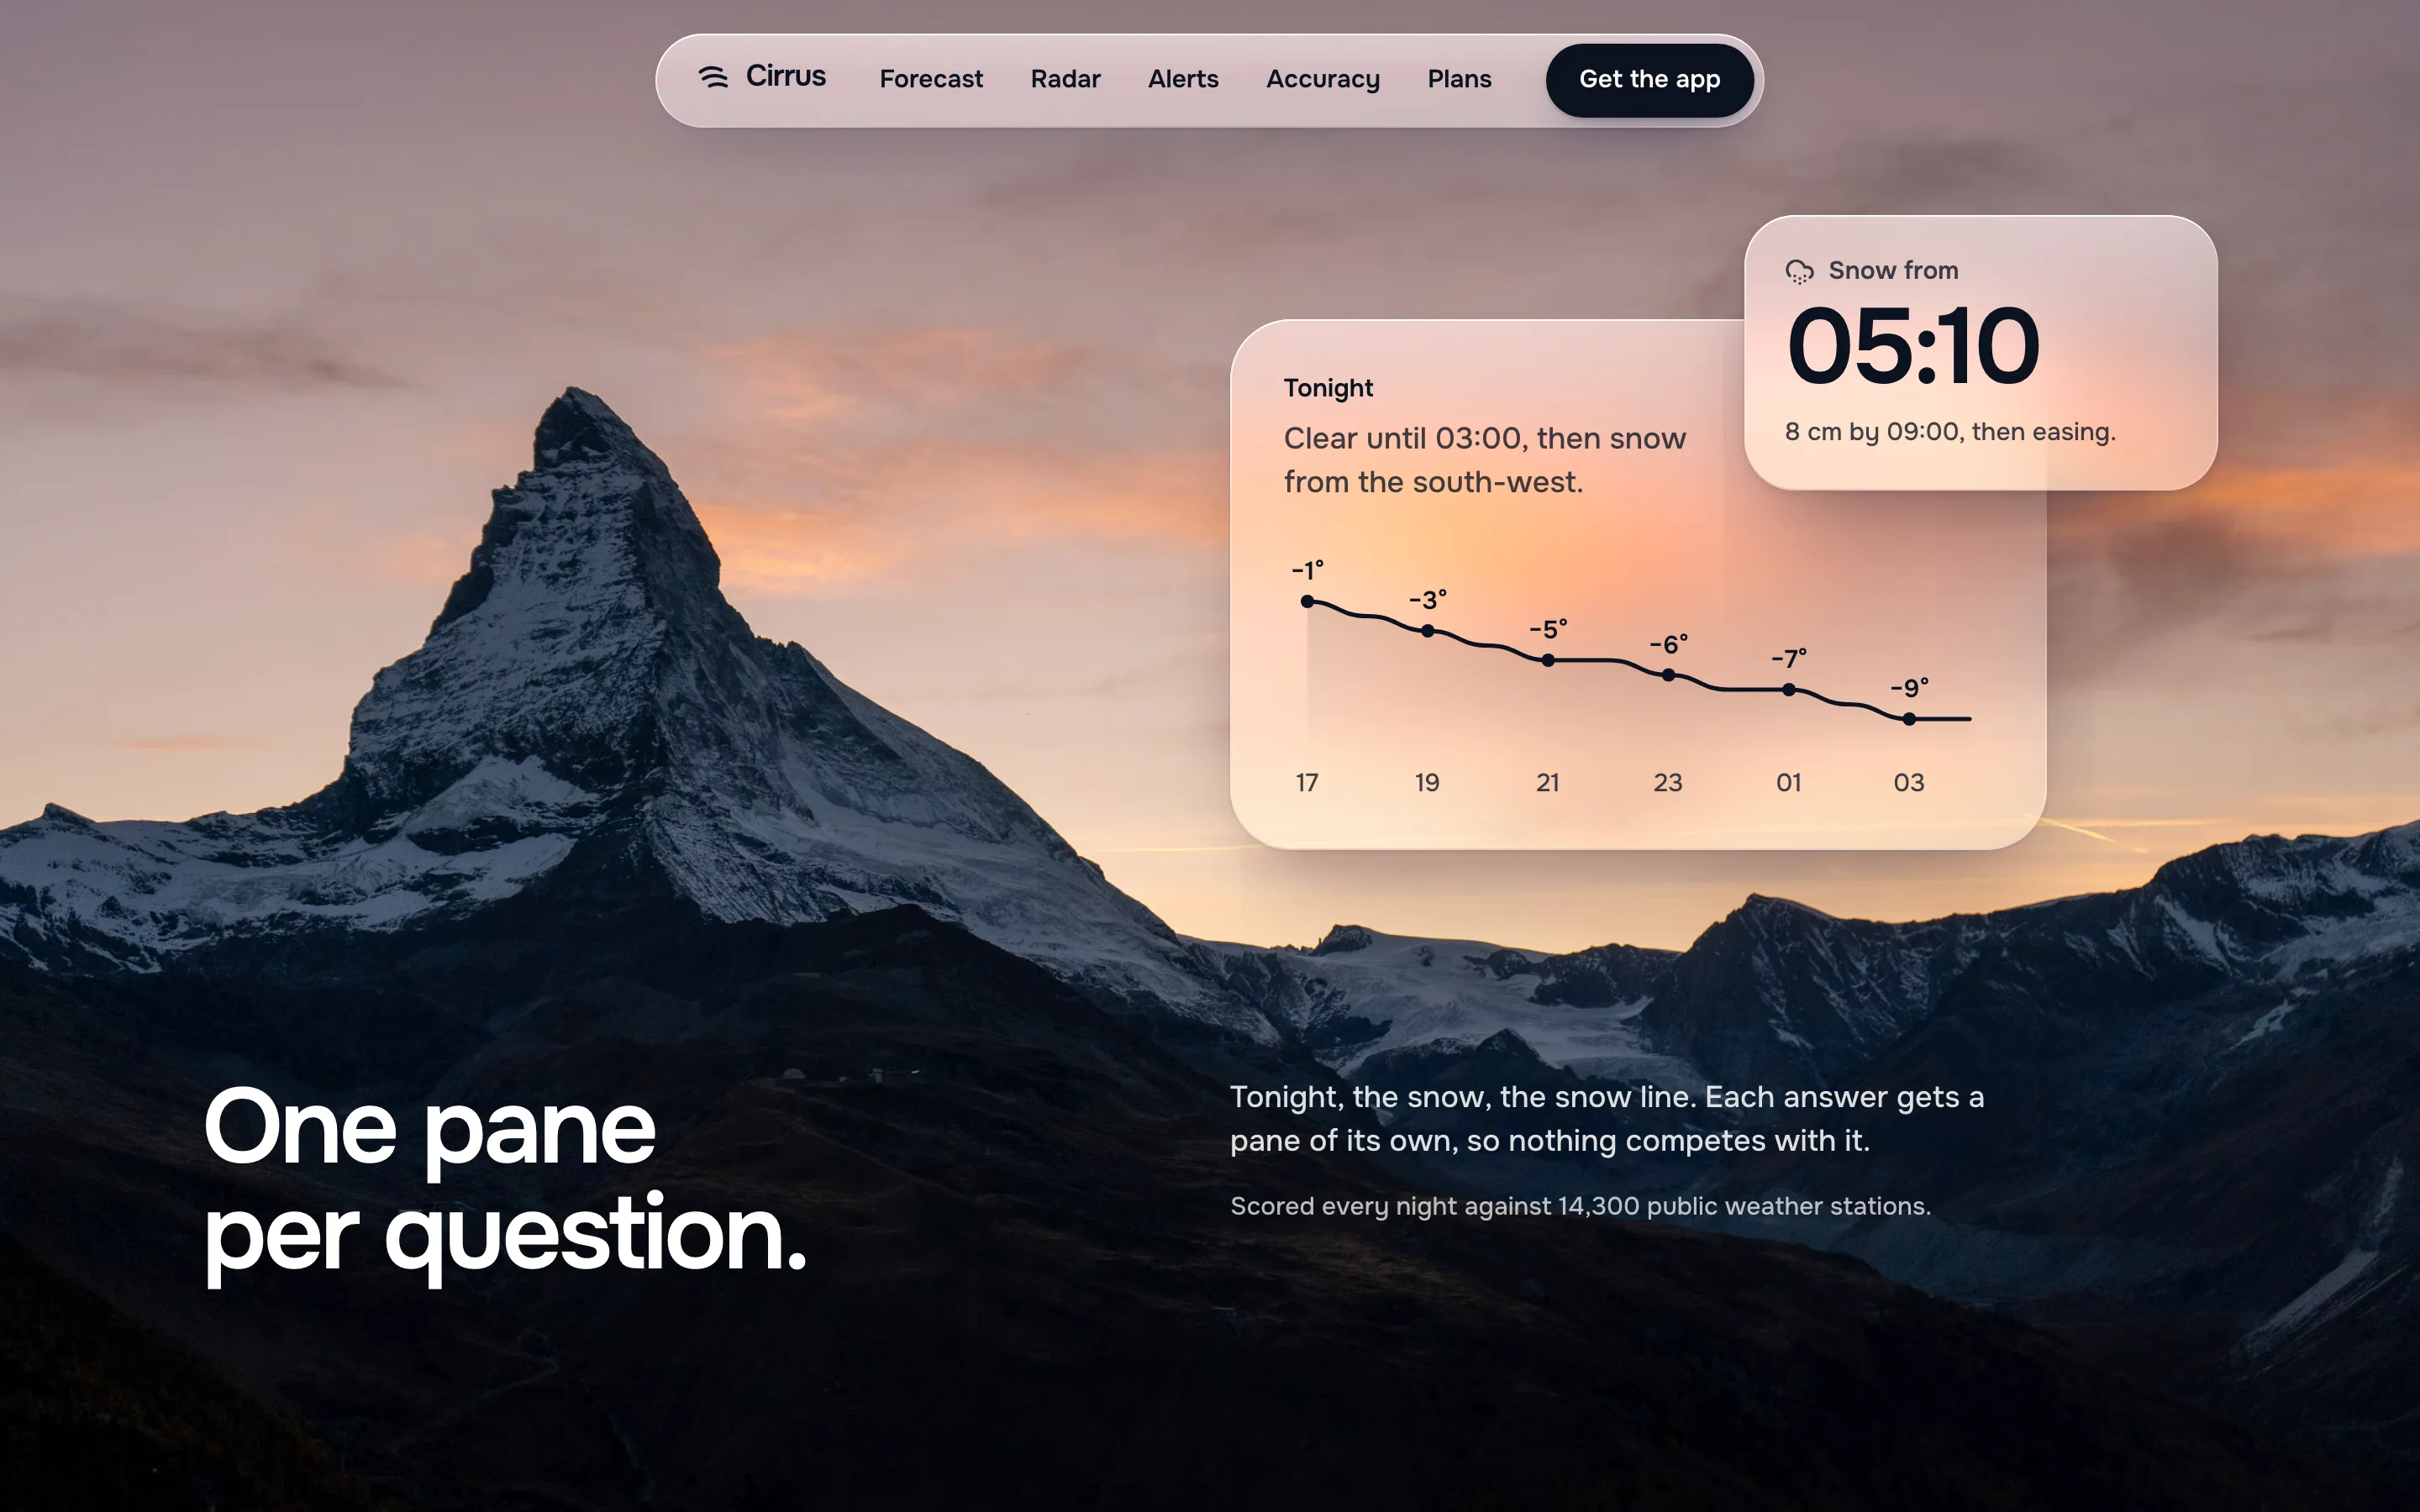 Cirrus
Forecast
Radar
Alerts
Accuracy
Plans
Get the app
Snow from
05:10
8 cm by 09:00, then easing.
Tonight
Clear until 03:00, then snow
from the south-west.
−1°
−3°
−5°
−6°
−7°
−9°
17
19
21
23
01
03
One pane
per question.
Tonight, the snow, the snow line. Each answer gets a
pane of its own, so nothing competes with it.
Scored every night against 14,300 public weather stations.